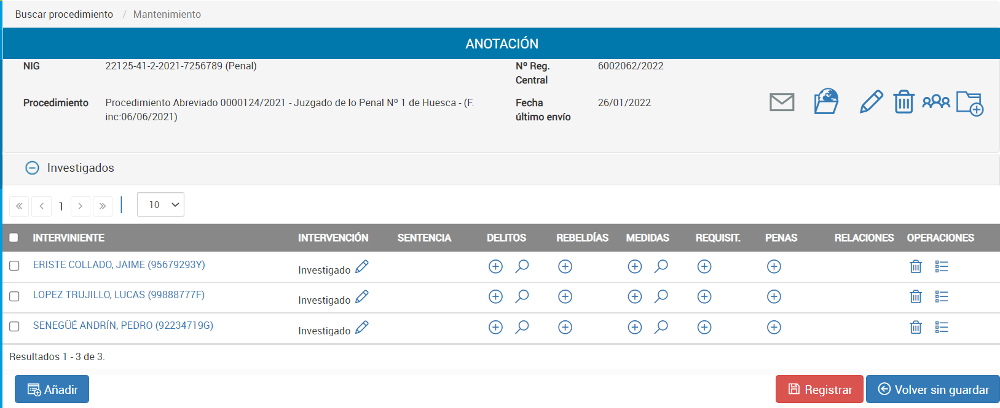 Buscar procedimiento / Mantenimiento
ANOTACIÓN
NIG 22125-41-2-2021-7256789 (Penal) Nº Reg. Central 6002062/2022
Procedimiento Procedimiento Abreviado 0000124/2021 - Juzgado de lo Penal Nº 1 de Huesca - (F. inc:06/06/2021) Fecha último envío 26/01/2022
Investigados
« ‹ 1 › » 10
INTERVINIENTE INTERVENCIÓN SENTENCIA DELITOS REBELDÍAS MEDIDAS REQUISIT. PENAS RELACIONES OPERACIONES
ERISTE COLLADO, JAIME (95679293Y) Investigado
LOPEZ TRUJILLO, LUCAS (99888777F) Investigado
SENEGÜÉ ANDRÍN, PEDRO (92234719G) Investigado
Resultados 1 - 3 de 3.
Añadir Registrar Volver sin guardar